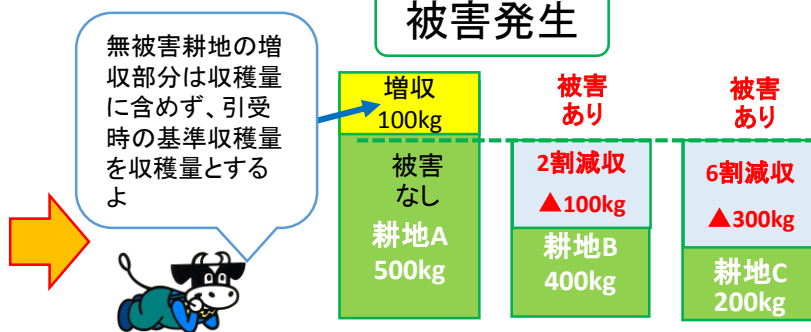 被害発生
無被害耕地の増
収部分は収穫量
に含めず、引受
時の基準収穫量
を収穫量とする
よ
増収
100kg
被害
なし
耕地A
500kg
被害
あり
2割減収
▲100kg
耕地B
400kg
被害
あり
6割減収
▲300kg
耕地C
200kg